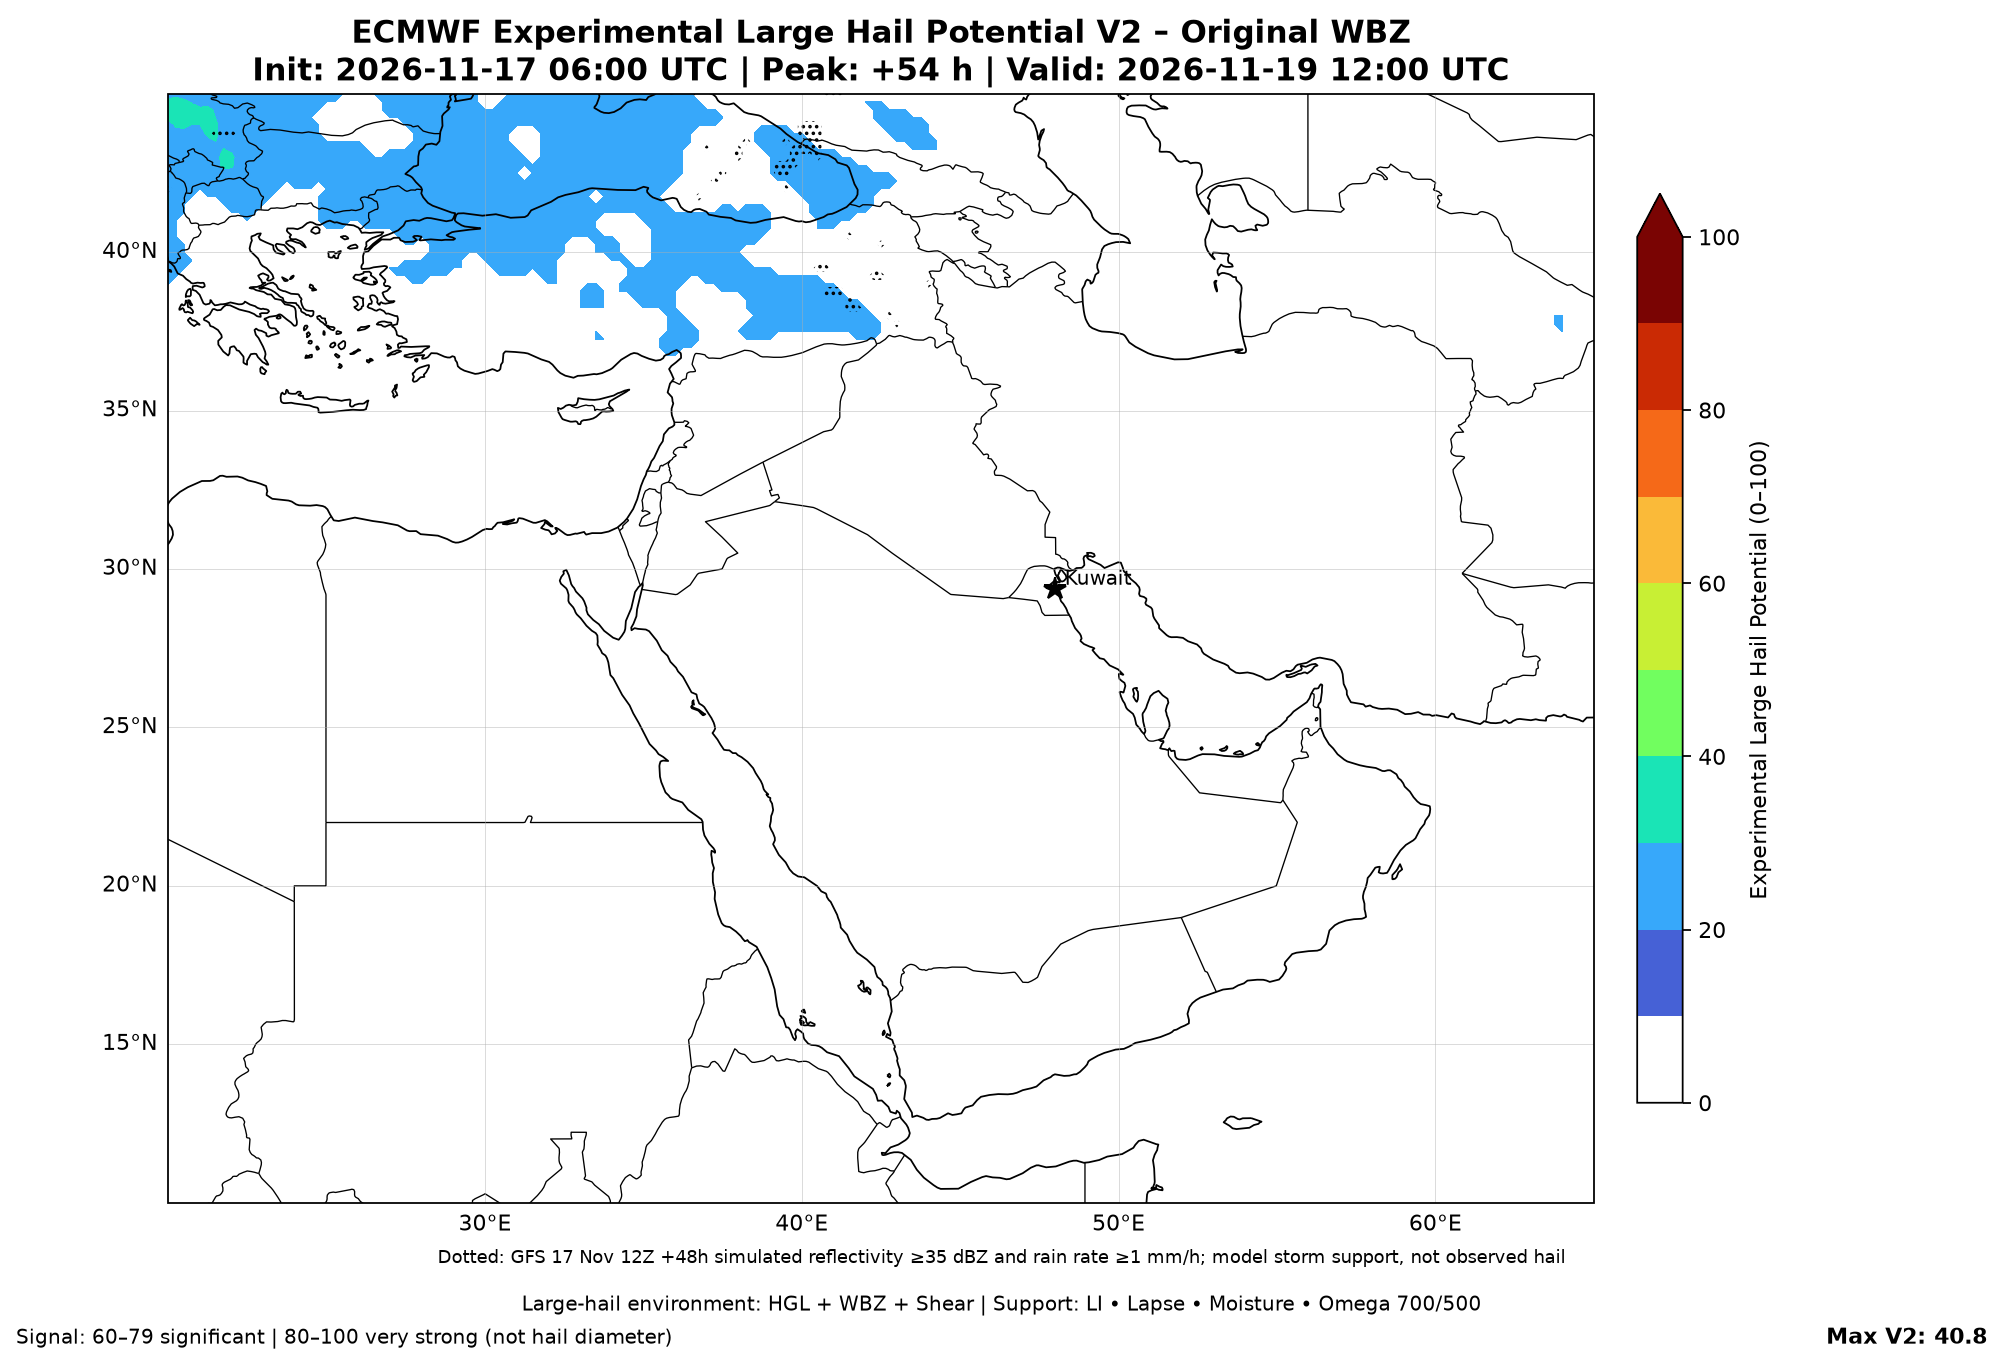 ECMWF Experimental Large Hail Potential V2 – Original WBZ
Init: 2026-11-17 06:00 UTC | Peak: +54 h | Valid: 2026-11-19 12:00 UTC
40°N
35°N
30°N
25°N
20°N
15°N
30°E
40°E
50°E
60°E
Kuwait
100
80
60
40
20
0
Experimental Large Hail Potential (0–100)
Dotted: GFS 17 Nov 12Z +48h simulated reflectivity ≥35 dBZ and rain rate ≥1 mm/h; model storm support, not observed hail
Large-hail environment: HGL + WBZ + Shear | Support: LI • Lapse • Moisture • Omega 700/500
Signal: 60–79 significant | 80–100 very strong (not hail diameter)
Max V2: 40.8